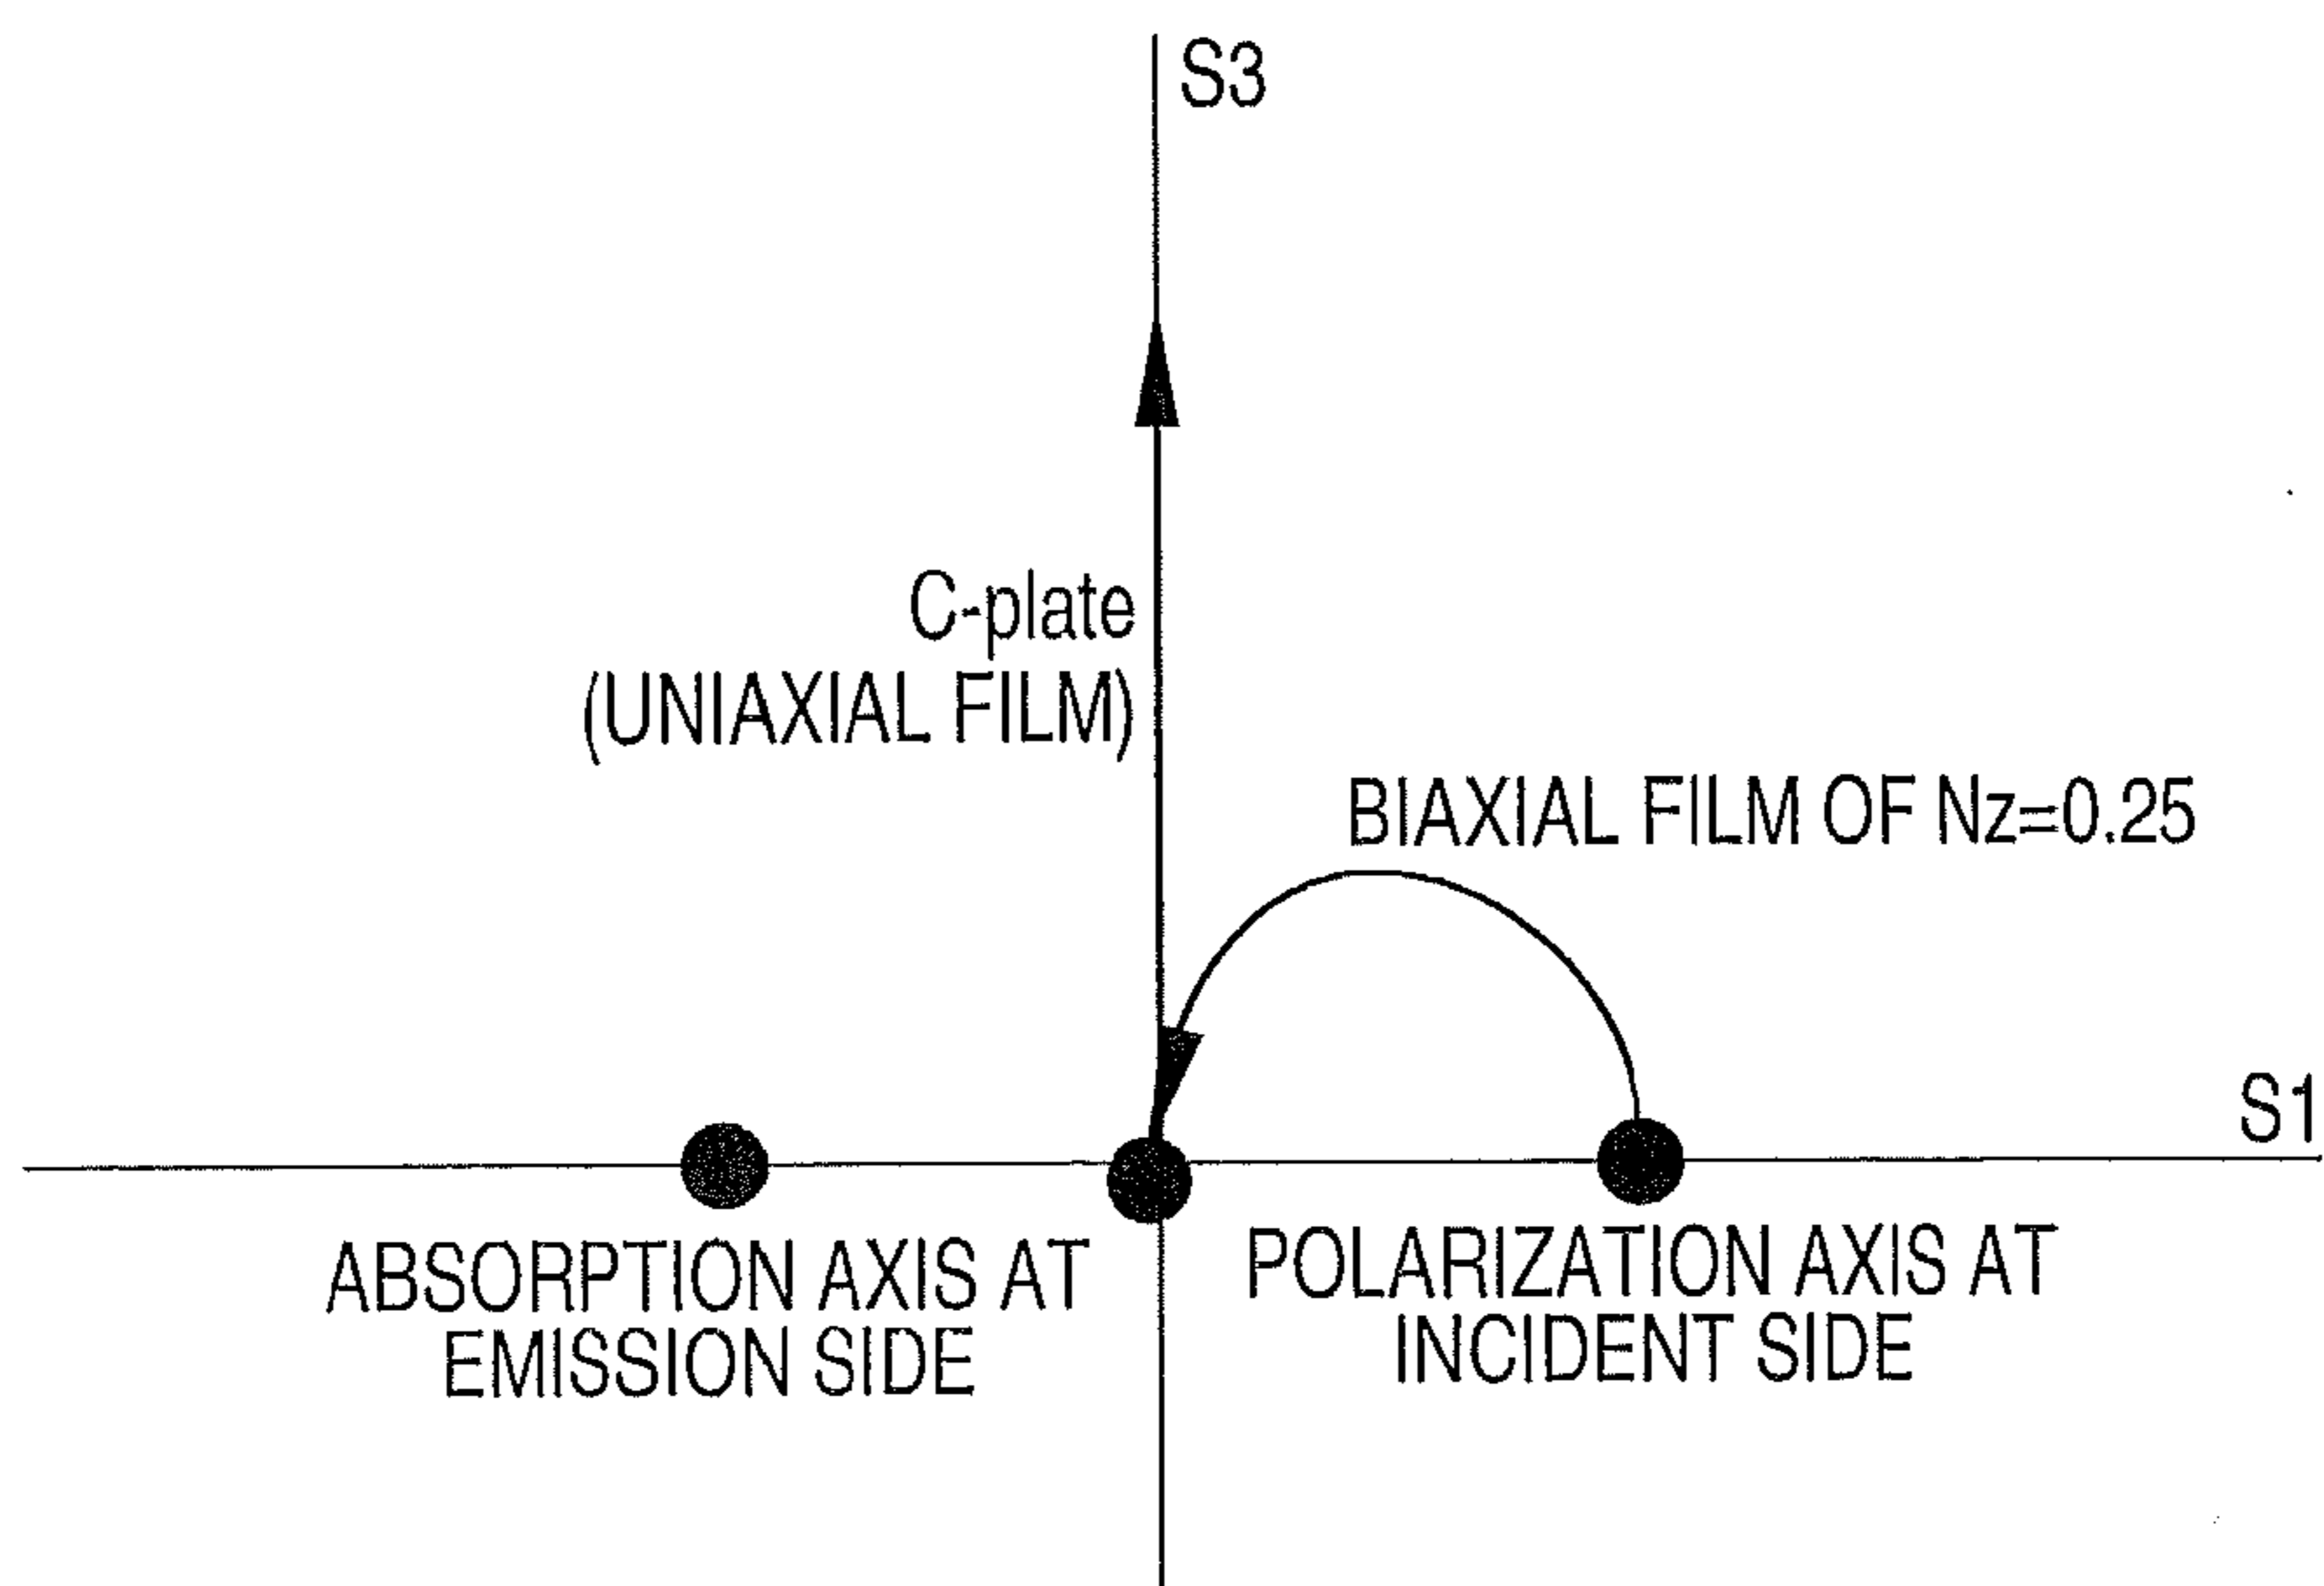 S3
C-plate
(UNIAXIAL FILM)
BIAXIAL FILM OF Nz=0.25
S1
ABSORPTION AXIS AT
EMISSION SIDE
POLARIZATION AXIS AT
INCIDENT SIDE